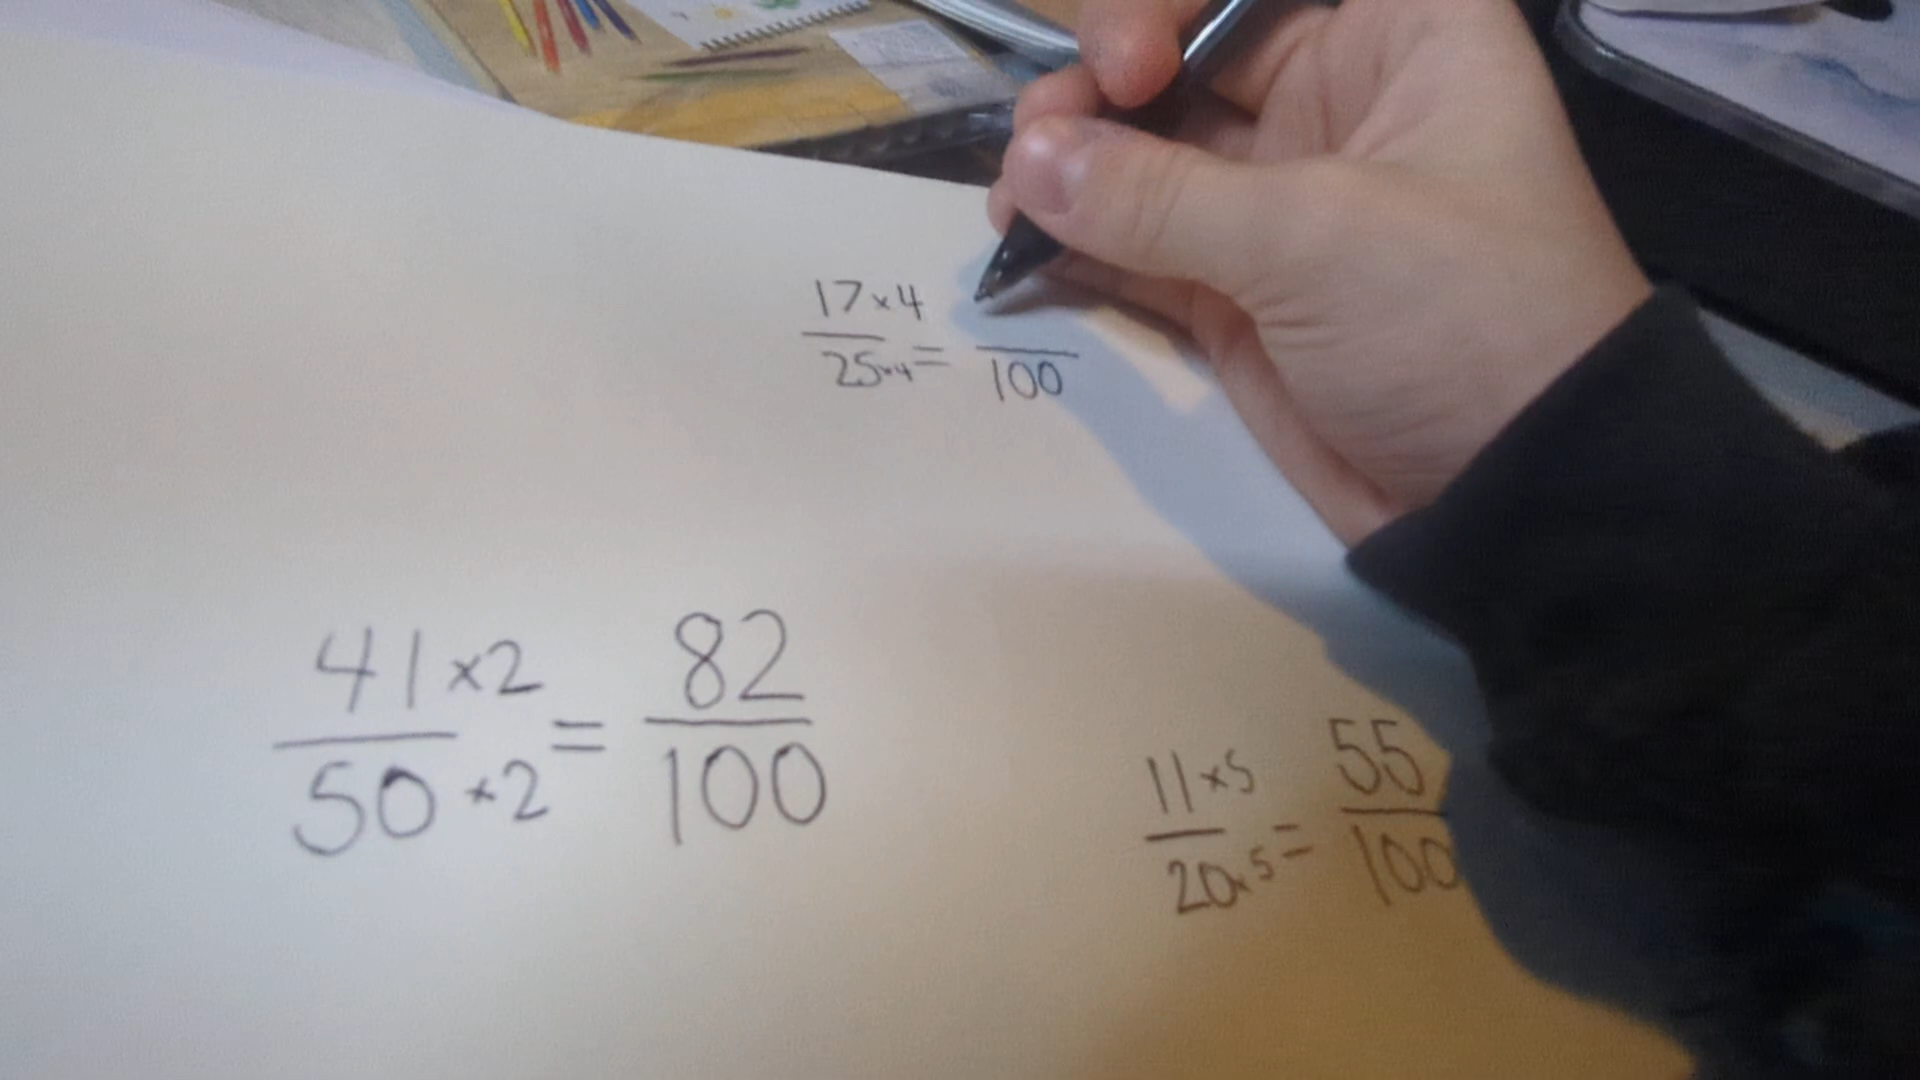 17×4
25×4 = 100
41×2 = 82
50×2 100
11×5 = 55
20×5 100